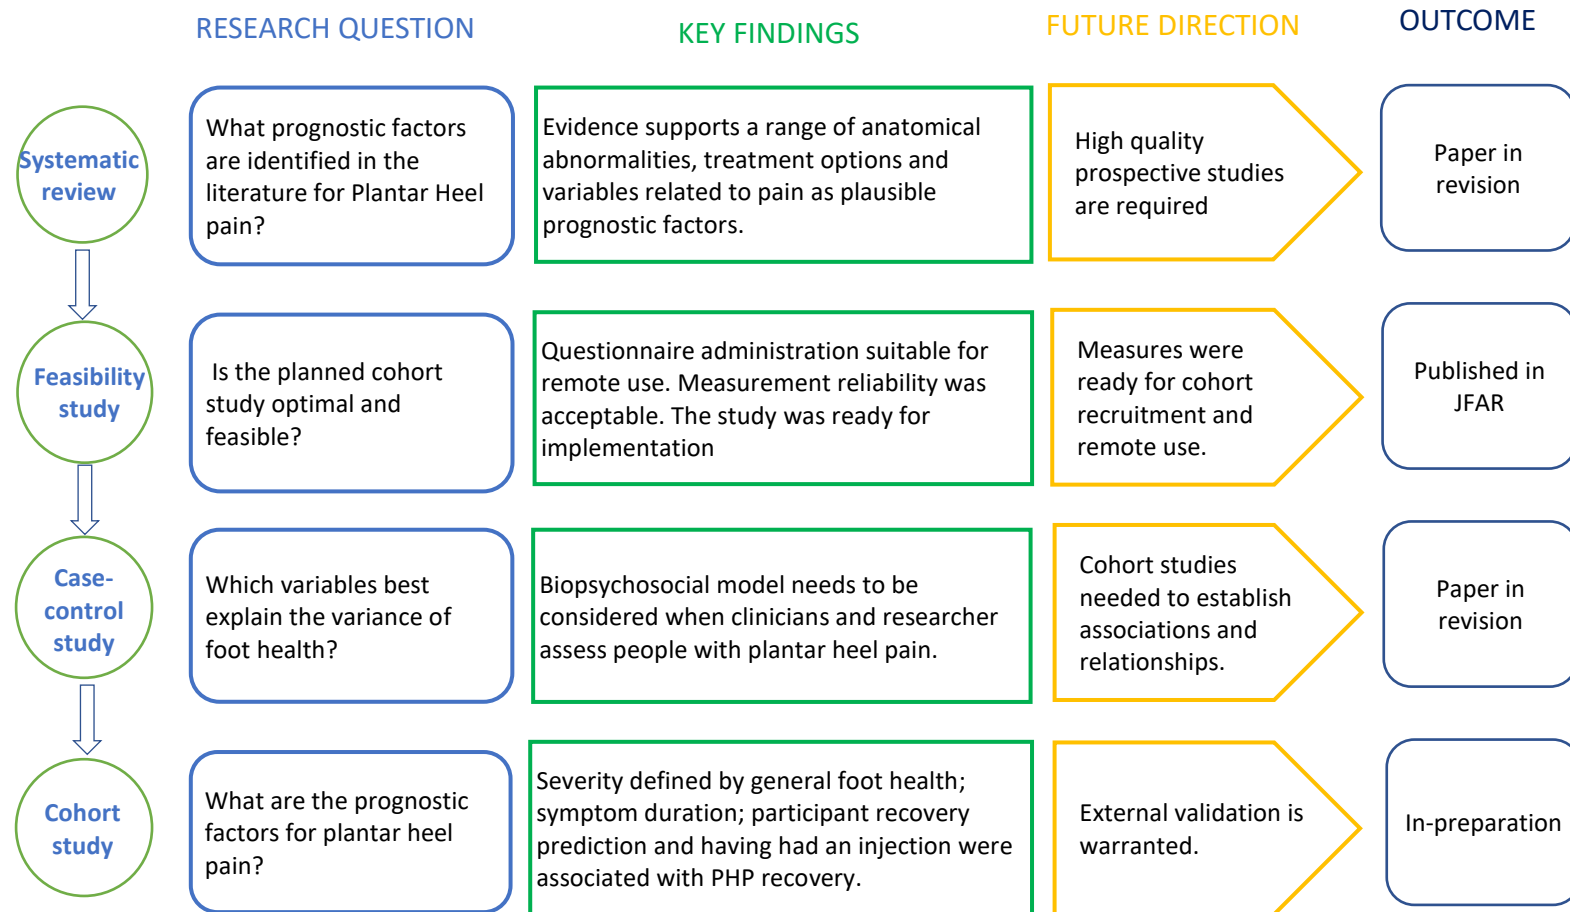 RESEARCH QUESTION
KEY FINDINGS
FUTURE DIRECTION
OUTCOME
Systematic
review
What prognostic factors
are identified in the
literature for Plantar Heel
pain?
Evidence supports a range of anatomical
abnormalities, treatment options and
variables related to pain as plausible
prognostic factors.
High quality
prospective studies
are required
Paper in
revision
Feasibility
study
Is the planned cohort
study optimal and
feasible?
Questionnaire administration suitable for
remote use. Measurement reliability was
acceptable. The study was ready for
implementation
Measures were
ready for cohort
recruitment and
remote use.
Published in
JFAR
Case-
control
study
Which variables best
explain the variance of
foot health?
Biopsychosocial model needs to be
considered when clinicians and researcher
assess people with plantar heel pain.
Cohort studies
needed to establish
associations and
relationships.
Paper in
revision
Cohort
study
What are the prognostic
factors for plantar heel
pain?
Severity defined by general foot health;
symptom duration; participant recovery
prediction and having had an injection were
associated with PHP recovery.
External validation is
warranted.
In-preparation